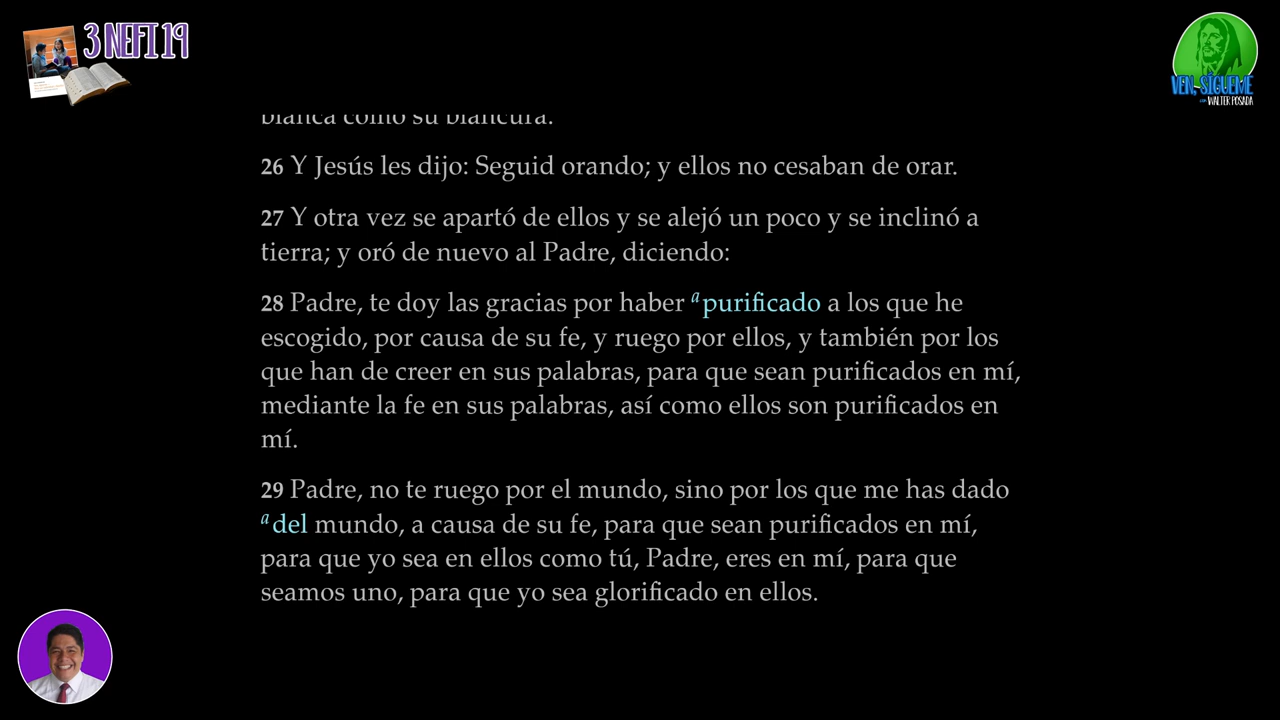 3 NEFI 19
VEN, SÍGUEME
con WALTER POSADA
blanca como su blancura.
26 Y Jesús les dijo: Seguid orando; y ellos no cesaban de orar.
27 Y otra vez se apartó de ellos y se alejó un poco y se inclinó a
tierra; y oró de nuevo al Padre, diciendo:
28 Padre, te doy las gracias por haber a purificado a los que he
escogido, por causa de su fe, y ruego por ellos, y también por los
que han de creer en sus palabras, para que sean purificados en mí,
mediante la fe en sus palabras, así como ellos son purificados en
mí.
29 Padre, no te ruego por el mundo, sino por los que me has dado
a del mundo, a causa de su fe, para que sean purificados en mí,
para que yo sea en ellos como tú, Padre, eres en mí, para que
seamos uno, para que yo sea glorificado en ellos.